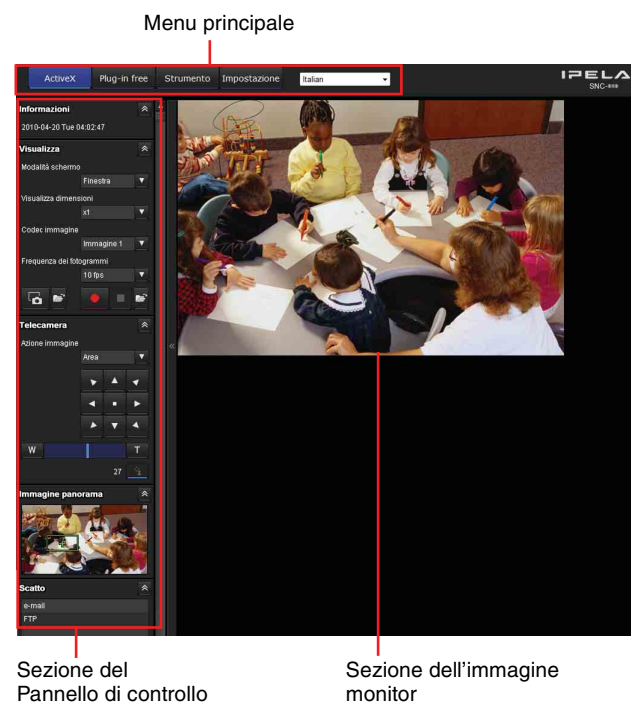 Menu principale
ActiveX Plug-in free Strumento Impostazione Italian
IPELA
SNC-
Informazioni
2010-04-20 Tue 04:02:47
Visualizza
Modalità schermo
Finestra
Visualizza dimensioni
x1
Codec immagine
Immagine 1
Frequenza dei fotogrammi
10 fps
Telecamera
Azione immagine
Area
W T
27
Immagine panorama
Scatto
e-mail
FTP
Sezione del
Pannello di controllo
Sezione dell'immagine
monitor